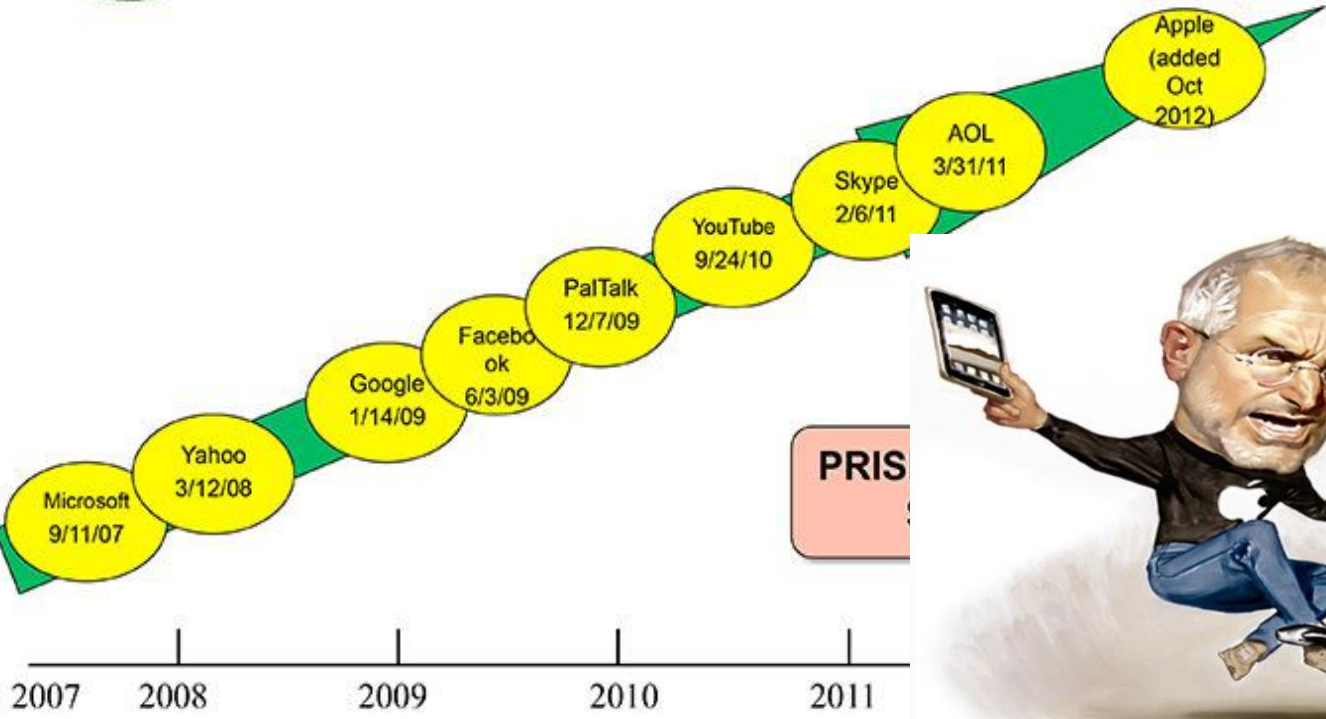 Microsoft
9/11/07
Yahoo
3/12/08
Google
1/14/09
Facebo
ok
6/3/09
PalTalk
12/7/09
YouTube
9/24/10
Skype
2/6/11
AOL
3/31/11
Apple
(added
Oct
2012)
PRIS
2007 2008 2009 2010 2011